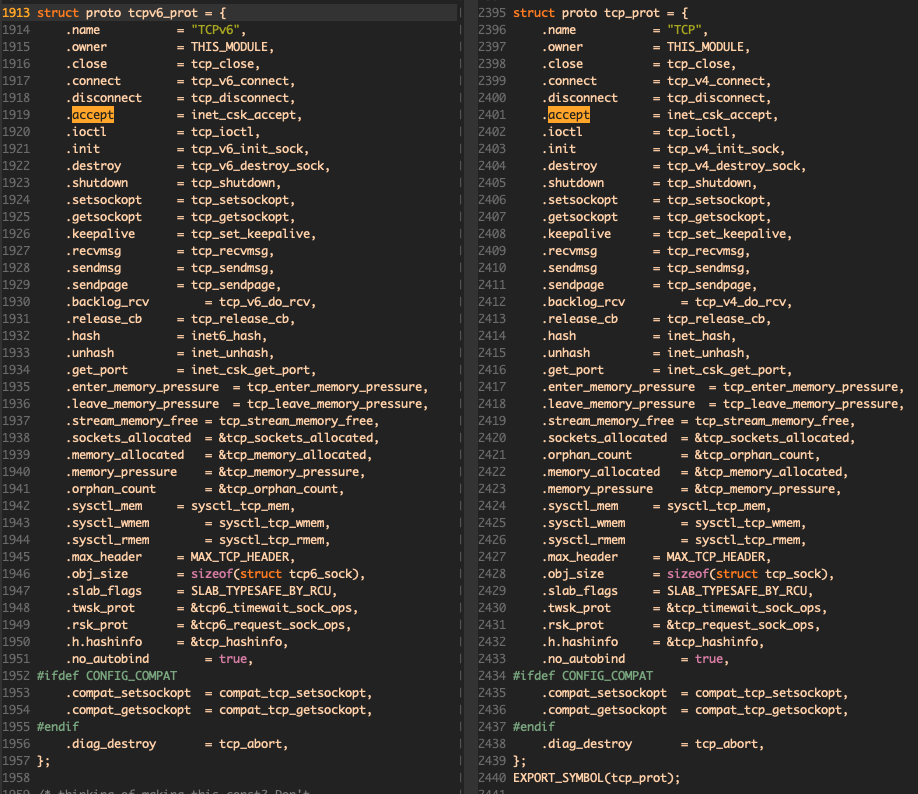 1913 struct proto tcpv6_prot = {
1914     .name         = "TCPv6",
1915     .owner        = THIS_MODULE,
1916     .close        = tcp_close,
1917     .connect      = tcp_v6_connect,
1918     .disconnect   = tcp_disconnect,
1919     .accept       = inet_csk_accept,
1920     .ioctl        = tcp_ioctl,
1921     .init         = tcp_v6_init_sock,
1922     .destroy      = tcp_v6_destroy_sock,
1923     .shutdown     = tcp_shutdown,
1924     .setsockopt   = tcp_setsockopt,
1925     .getsockopt   = tcp_getsockopt,
1926     .keepalive    = tcp_set_keepalive,
1927     .recvmsg      = tcp_recvmsg,
1928     .sendmsg      = tcp_sendmsg,
1929     .sendpage     = tcp_sendpage,
1930     .backlog_rcv      = tcp_v6_do_rcv,
1931     .release_cb   = tcp_release_cb,
1932     .hash         = inet6_hash,
1933     .unhash       = inet_unhash,
1934     .get_port     = inet_csk_get_port,
1935     .enter_memory_pressure  = tcp_enter_memory_pressure,
1936     .leave_memory_pressure  = tcp_leave_memory_pressure,
1937     .stream_memory_free = tcp_stream_memory_free,
1938     .sockets_allocated  = &tcp_sockets_allocated,
1939     .memory_allocated   = &tcp_memory_allocated,
1940     .memory_pressure    = &tcp_memory_pressure,
1941     .orphan_count       = &tcp_orphan_count,
1942     .sysctl_mem     = sysctl_tcp_mem,
1943     .sysctl_wmem        = sysctl_tcp_wmem,
1944     .sysctl_rmem        = sysctl_tcp_rmem,
1945     .max_header     = MAX_TCP_HEADER,
1946     .obj_size       = sizeof(struct tcp6_sock),
1947     .slab_flags     = SLAB_TYPESAFE_BY_RCU,
1948     .twsk_prot      = &tcp6_timewait_sock_ops,
1949     .rsk_prot       = &tcp6_request_sock_ops,
1950     .h.hashinfo     = &tcp_hashinfo,
1951     .no_autobind        = true,
1952 #ifdef CONFIG_COMPAT
1953     .compat_setsockopt  = compat_tcp_setsockopt,
1954     .compat_getsockopt  = compat_tcp_getsockopt,
1955 #endif
1956     .diag_destroy       = tcp_abort,
1957 };
1958
1959 /* thinking of making this const? Don't
2395 struct proto tcp_prot = {
2396     .name         = "TCP",
2397     .owner        = THIS_MODULE,
2398     .close        = tcp_close,
2399     .connect      = tcp_v4_connect,
2400     .disconnect   = tcp_disconnect,
2401     .accept       = inet_csk_accept,
2402     .ioctl        = tcp_ioctl,
2403     .init         = tcp_v4_init_sock,
2404     .destroy      = tcp_v4_destroy_sock,
2405     .shutdown     = tcp_shutdown,
2406     .setsockopt   = tcp_setsockopt,
2407     .getsockopt   = tcp_getsockopt,
2408     .keepalive    = tcp_set_keepalive,
2409     .recvmsg      = tcp_recvmsg,
2410     .sendmsg      = tcp_sendmsg,
2411     .sendpage     = tcp_sendpage,
2412     .backlog_rcv      = tcp_v4_do_rcv,
2413     .release_cb   = tcp_release_cb,
2414     .hash         = inet_hash,
2415     .unhash       = inet_unhash,
2416     .get_port     = inet_csk_get_port,
2417     .enter_memory_pressure  = tcp_enter_memory_pressure,
2418     .leave_memory_pressure  = tcp_leave_memory_pressure,
2419     .stream_memory_free = tcp_stream_memory_free,
2420     .sockets_allocated  = &tcp_sockets_allocated,
2421     .orphan_count       = &tcp_orphan_count,
2422     .memory_allocated   = &tcp_memory_allocated,
2423     .memory_pressure    = &tcp_memory_pressure,
2424     .sysctl_mem     = sysctl_tcp_mem,
2425     .sysctl_wmem        = sysctl_tcp_wmem,
2426     .sysctl_rmem        = sysctl_tcp_rmem,
2427     .max_header     = MAX_TCP_HEADER,
2428     .obj_size       = sizeof(struct tcp_sock),
2429     .slab_flags     = SLAB_TYPESAFE_BY_RCU,
2430     .twsk_prot      = &tcp_timewait_sock_ops,
2431     .rsk_prot       = &tcp_request_sock_ops,
2432     .h.hashinfo     = &tcp_hashinfo,
2433     .no_autobind        = true,
2434 #ifdef CONFIG_COMPAT
2435     .compat_setsockopt  = compat_tcp_setsockopt,
2436     .compat_getsockopt  = compat_tcp_getsockopt,
2437 #endif
2438     .diag_destroy       = tcp_abort,
2439 };
2440 EXPORT_SYMBOL(tcp_prot);
2441